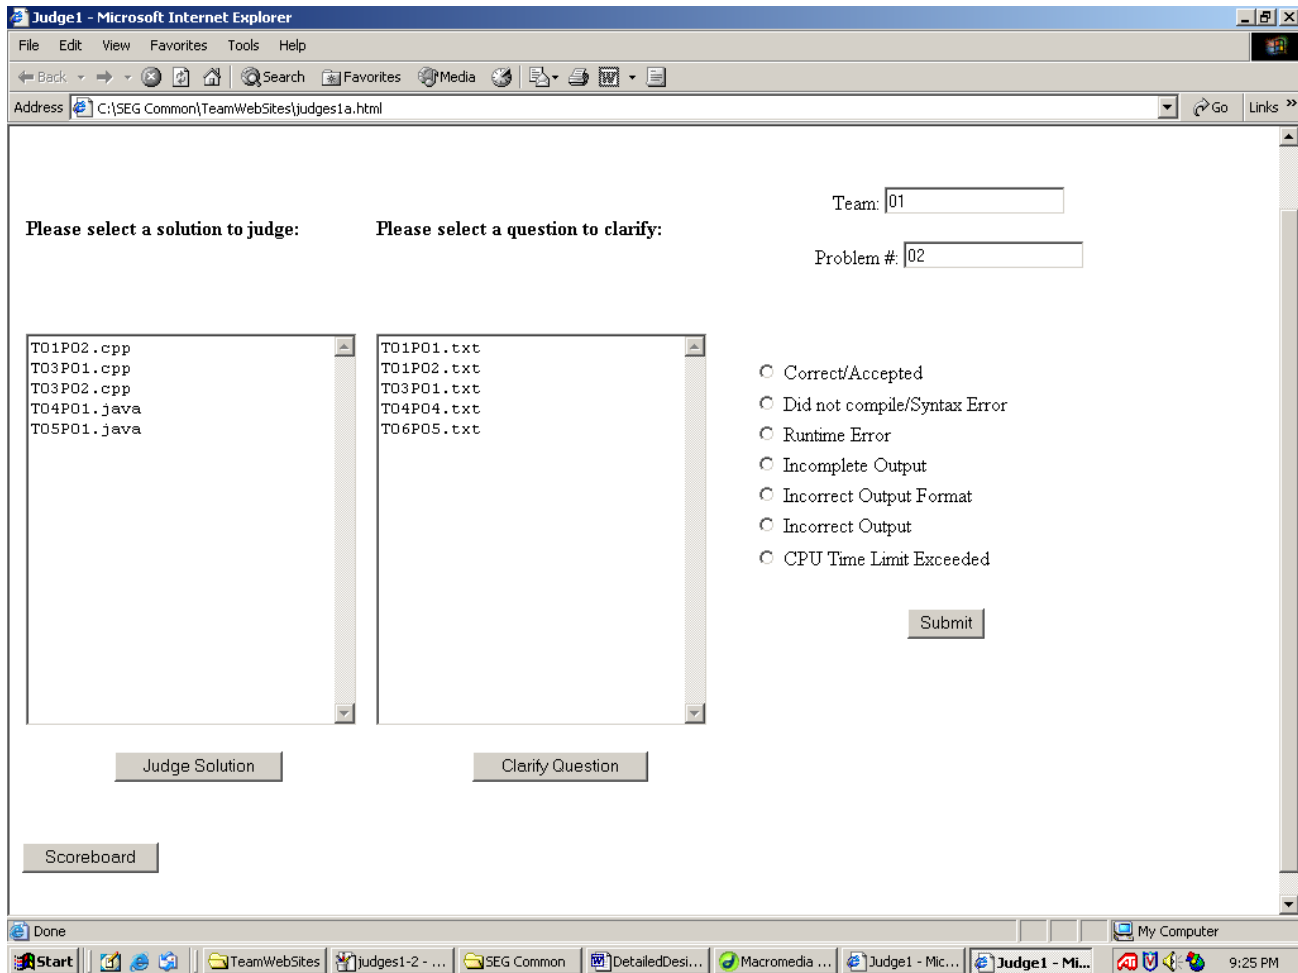 Judge1 - Microsoft Internet Explorer
File Edit View Favorites Tools Help
Back Search Favorites Media
Address C:\SEG Common\TeamWebSites\judges1a.html Go Links »
Team: 01
Please select a solution to judge: Please select a question to clarify:
Problem #: 02
T01P02.cpp
T03P01.cpp
T03P02.cpp
T04P01.java
T05P01.java
T01P01.txt
T01P02.txt
T03P01.txt
T04P04.txt
T06P05.txt
Correct/Accepted
Did not compile/Syntax Error
Runtime Error
Incomplete Output
Incorrect Output Format
Incorrect Output
CPU Time Limit Exceeded
Submit
Judge Solution Clarify Question
Scoreboard
Done My Computer
Start TeamWebSites judges1-2 - ... SEG Common DetailedDesi... Macromedia ... Judge1 - Mic... Judge1 - Mi... 9:25 PM